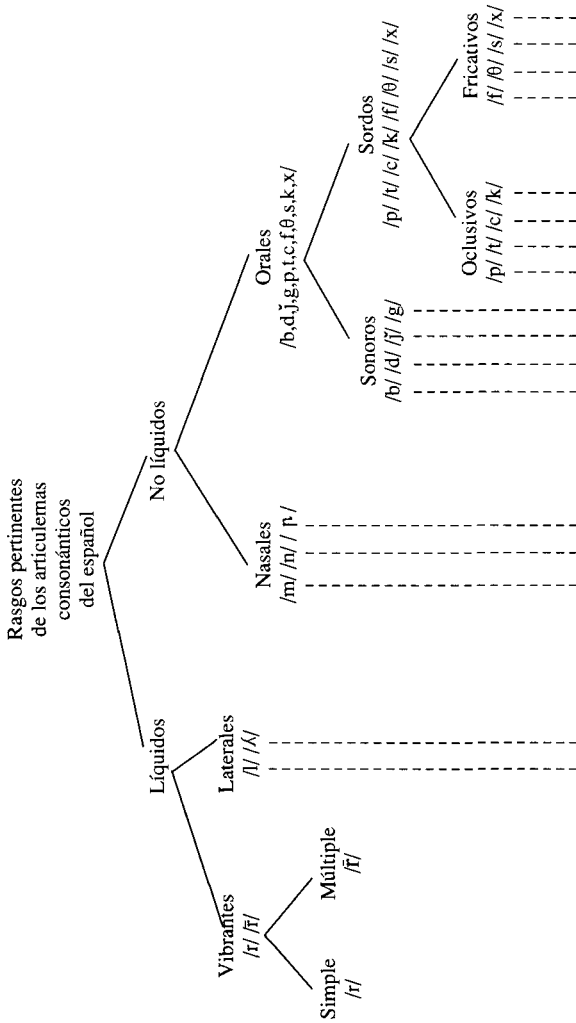 Rasgos pertinentes
de los articulemas
consonánticos
del español
Líquidos
No líquidos
Vibrantes
/r/ /r̄/
Laterales
/l/ /ʎ/
Nasales
/m/ /n/ /ɲ/
Orales
/b,d,ǰ,g,p,t,c,f,θ,s,k,x/
Simple
/r/
Múltiple
/r̄/
Sonoros
/b/ /d/ /ǰ/ /g/
Sordos
/p/ /t/ /c/ /k/ /f/ /θ/ /s/ /x/
Oclusivos
/p/ /t/ /c/ /k/
Fricativos
/f/ /θ/ /s/ /x/